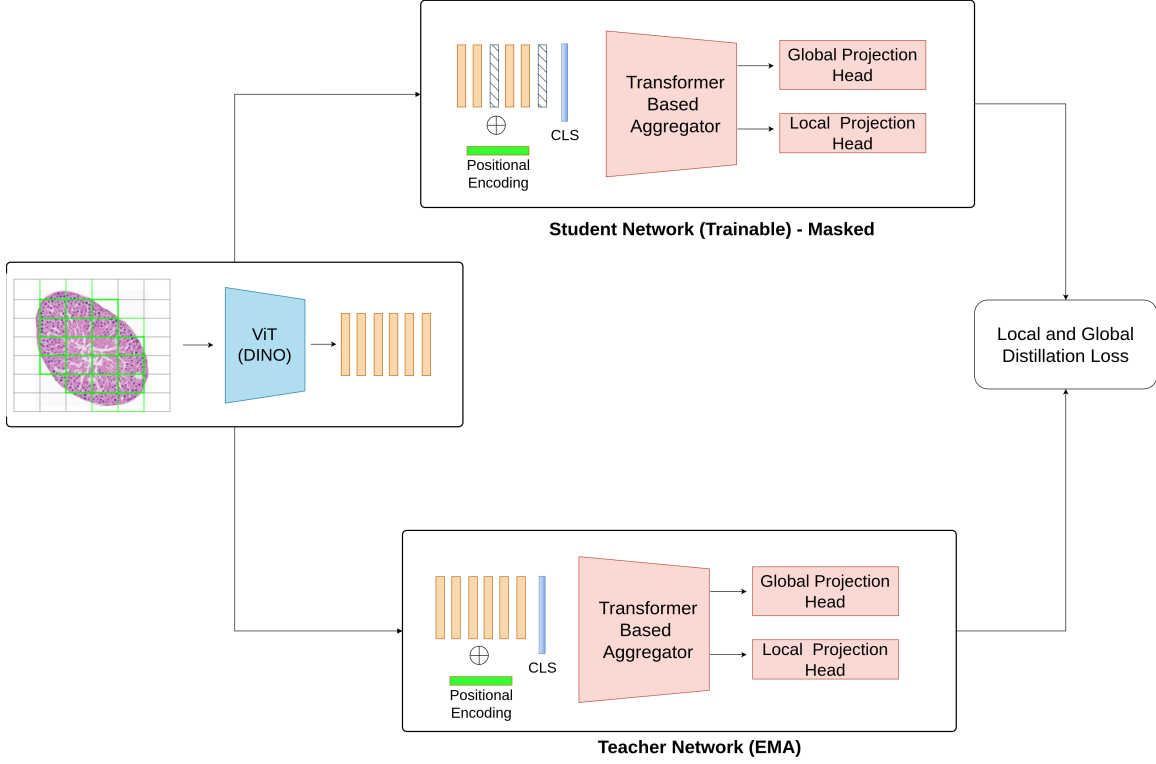 Transformer
Based
Aggregator
Global Projection
Head
Local Projection
Head
CLS
Positional
Encoding
Student Network (Trainable) - Masked
ViT
(DINO)
Local and Global
Distillation Loss
Transformer
Based
Aggregator
Global Projection
Head
Local Projection
Head
CLS
Positional
Encoding
Teacher Network (EMA)